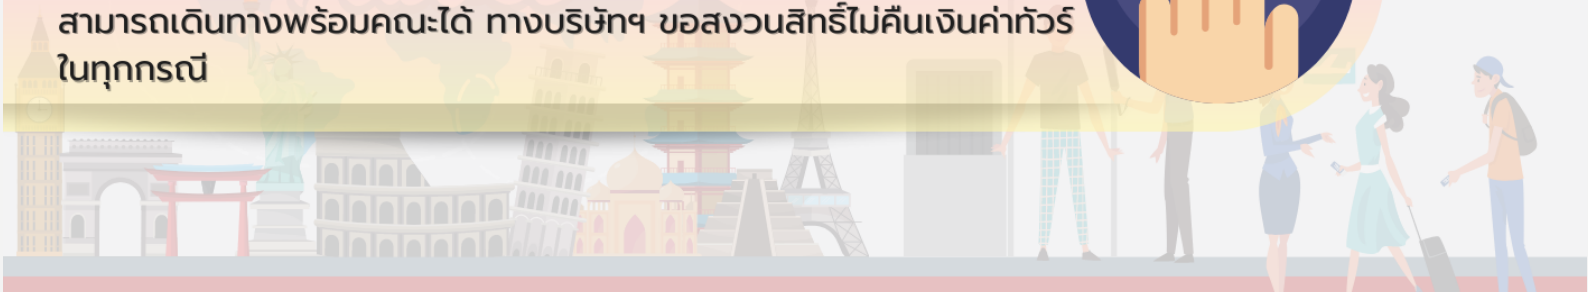 สามารถเดินทางพร้อมคณะได้ ทางบริษัทฯ ขอสงวนสิทธิ์ไม่คืนเงินค่าทัวร์
ในทุกกรณี